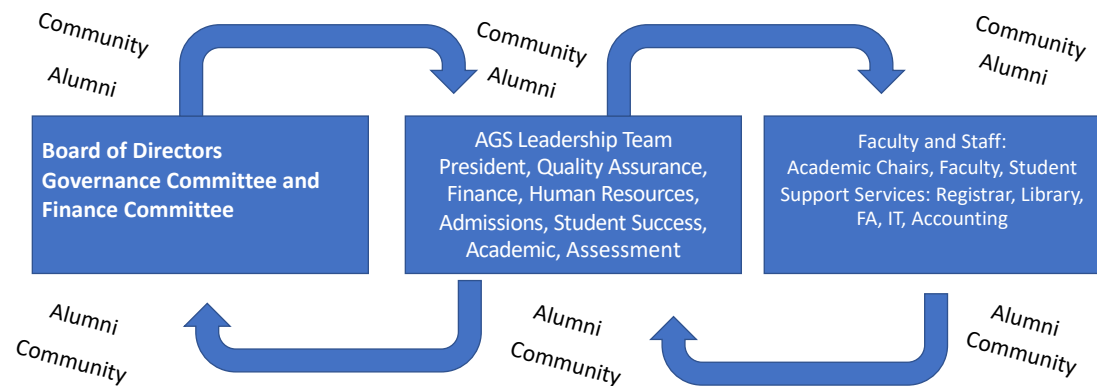 Community
Alumni
Community
Alumni
Community
Alumni
Board of Directors
Governance Committee and
Finance Committee
AGS Leadership Team
President, Quality Assurance,
Finance, Human Resources,
Admissions, Student Success,
Academic, Assessment
Faculty and Staff:
Academic Chairs, Faculty, Student
Support Services: Registrar, Library,
FA, IT, Accounting
Alumni
Community
Alumni
Community
Alumni
Community